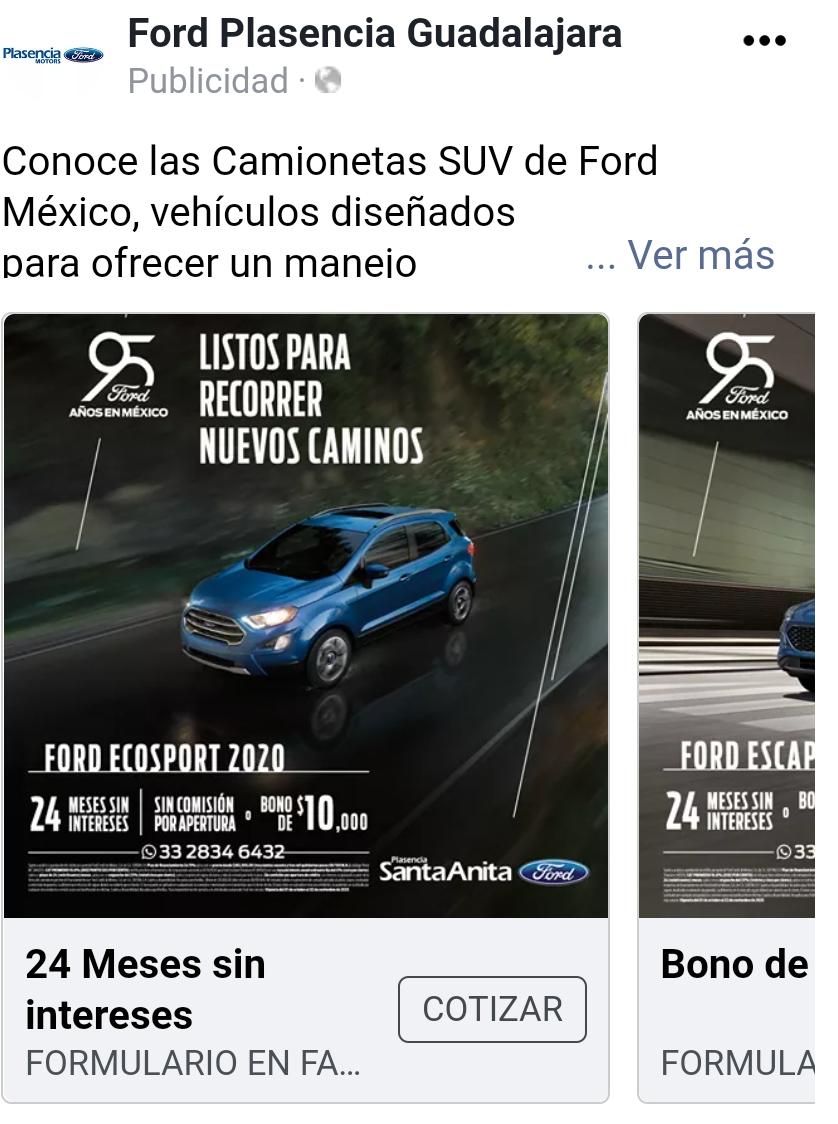 Plasencia
MOTORS
Ford
Ford Plasencia Guadalajara
Publicidad ·
Conoce las Camionetas SUV de Ford
México, vehículos diseñados
para ofrecer un manejo
... Ver más
95
Ford
AÑOS EN MÉXICO
LISTOS PARA
RECORRER
NUEVOS CAMINOS
FORD ECOSPORT 2020
24 MESES SIN INTERESES | SIN COMISIÓN POR APERTURA o BONO DE $10,000
33 2834 6432
Plasencia
SantaAnita Ford
24 Meses sin
intereses
FORMULARIO EN FA...
COTIZAR
95
Ford
AÑOS EN MÉXICO
FORD ESCAP
24 MESES SIN INTERESES o BO
33
Bono de
FORMULA